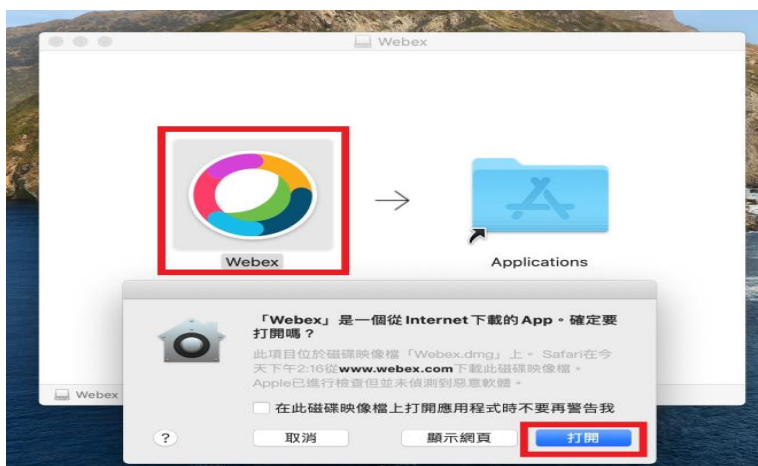 Webex
Webex
Applications
「Webex」是一個從 Internet 下載的 App。確定要
打開嗎？
此項目位於磁碟映像檔「Webex.dmg」上。 Safari在今
天下午2:16從www.webex.com下載此磁碟映像檔。
Apple已進行檢查但並未偵測到惡意軟體。
Webex
在此磁碟映像檔上打開應用程式時不要再警告我
?
取消
顯示網頁
打開